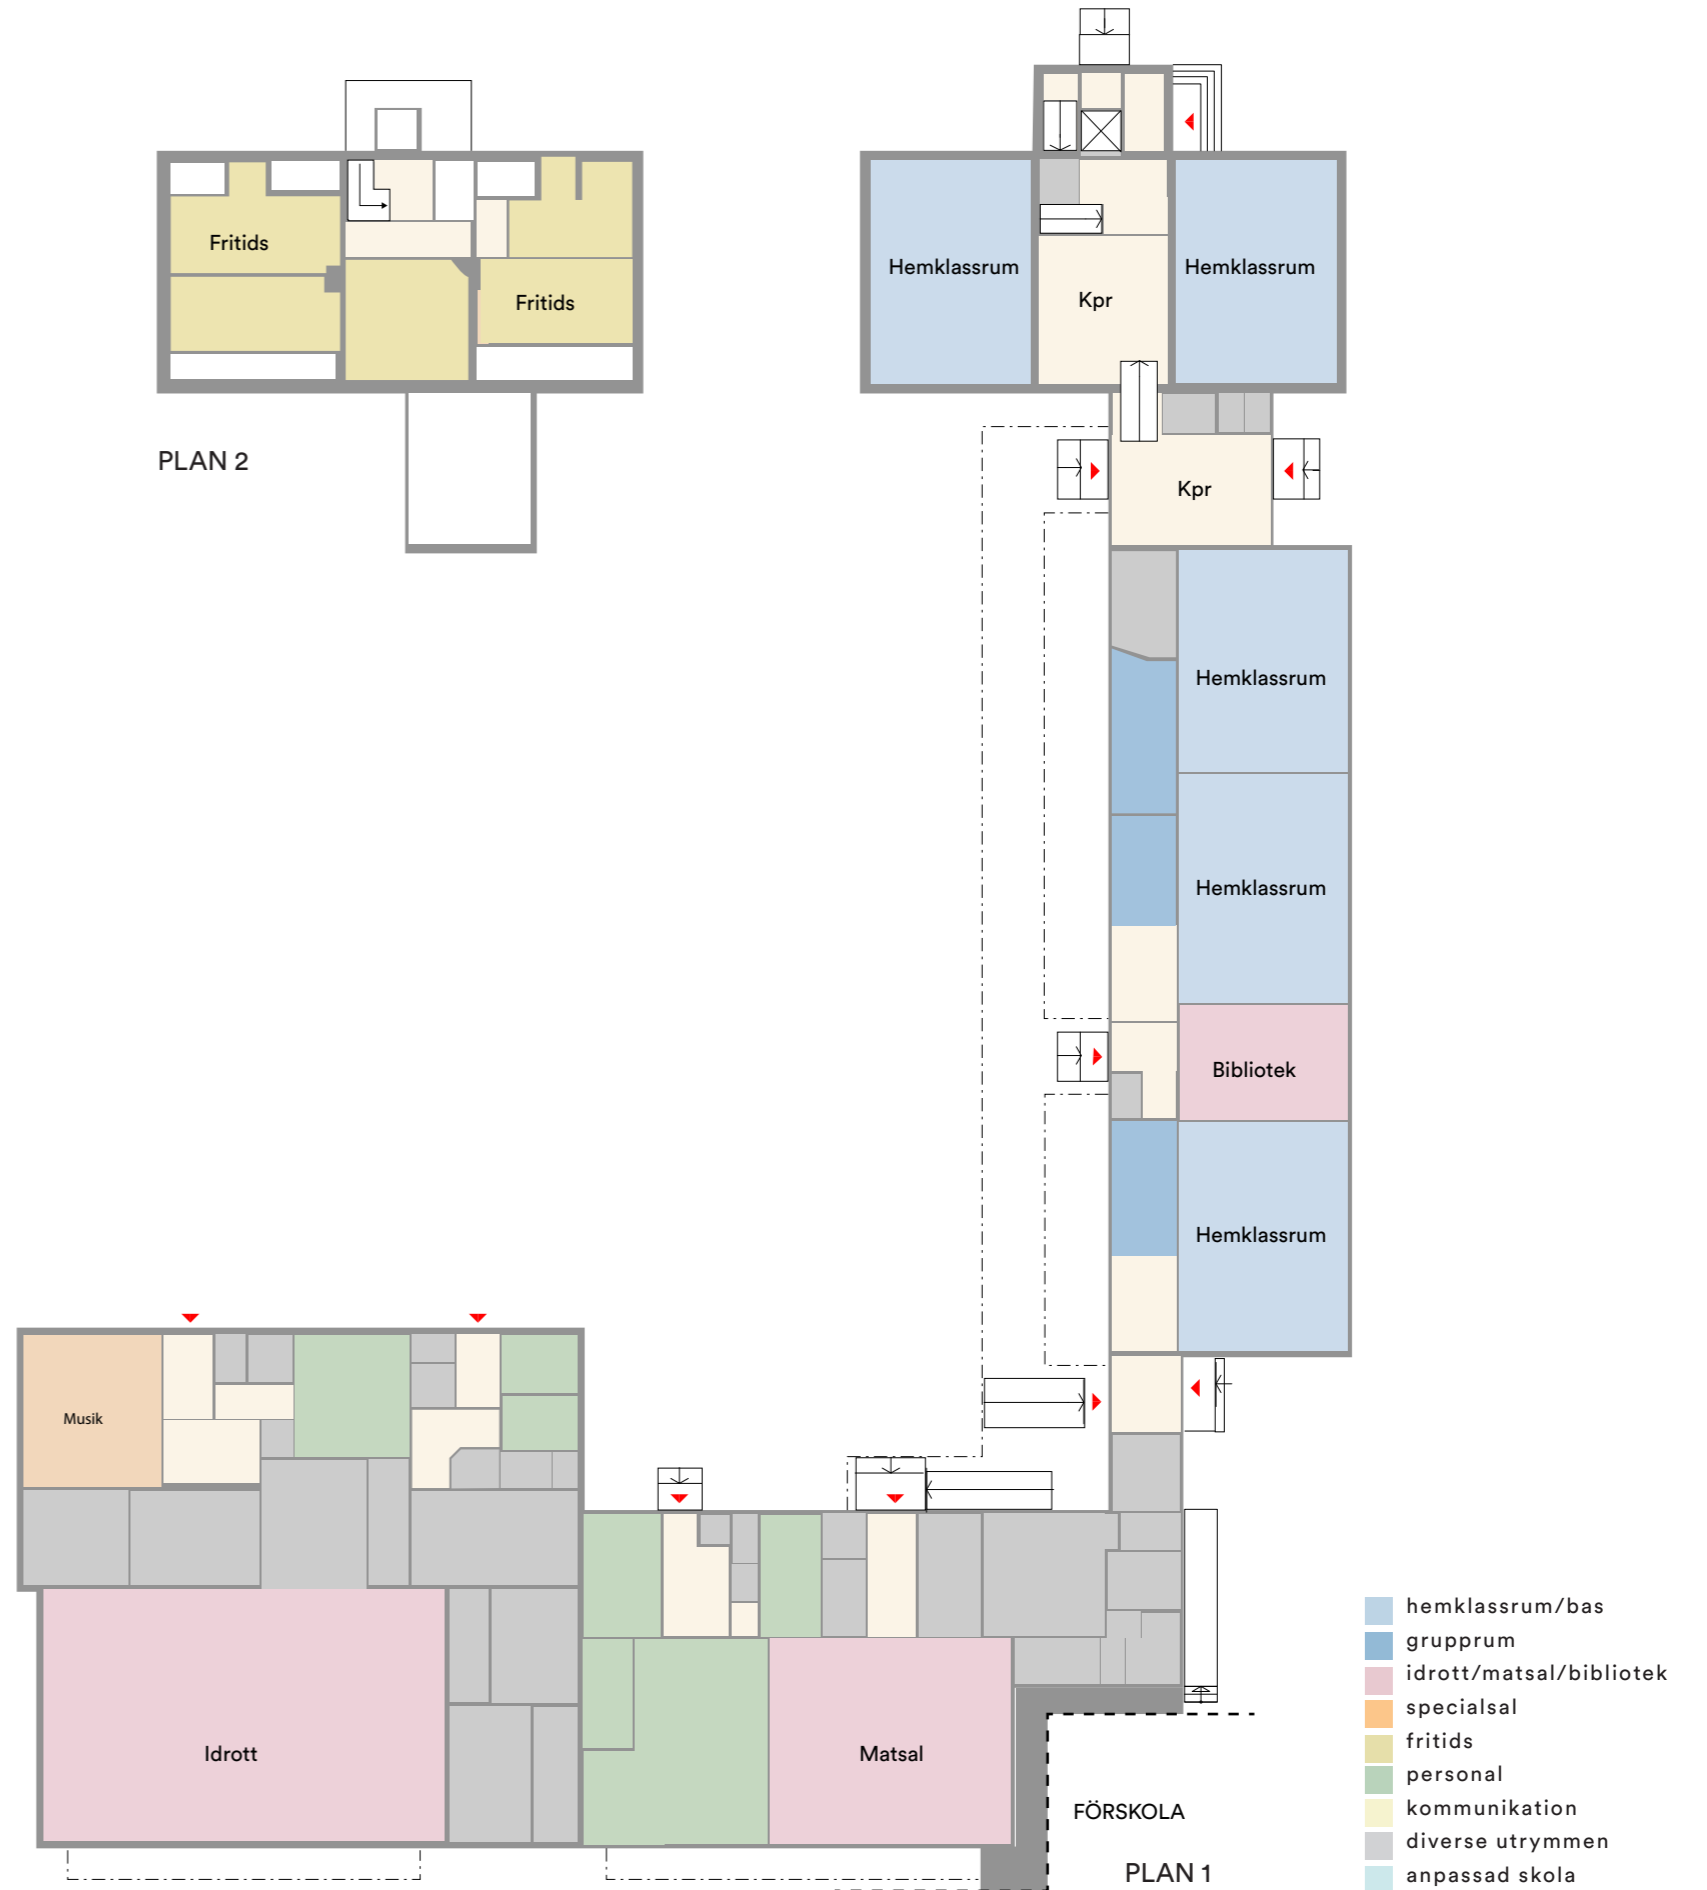 Fritids
Fritids
PLAN 2
Hemklassrum
Kpr
Hemklassrum
Kpr
Hemklassrum
Hemklassrum
Bibliotek
Hemklassrum
Musik
Idrott
Matsal
FÖRSKOLA
PLAN 1
hemklassrum/bas
grupprum
idrott/matsal/bibliotek
specialsal
fritids
personal
kommunikation
diverse utrymmen
anpassad skola